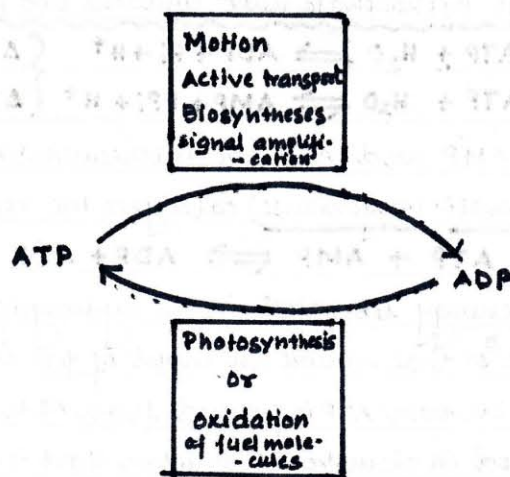 Motion
Active transport
Biosyntheses
signal amplifi-
-cation
ATP
ADP
Photosynthesis
or
Oxidation
of fuel mole-
-cules